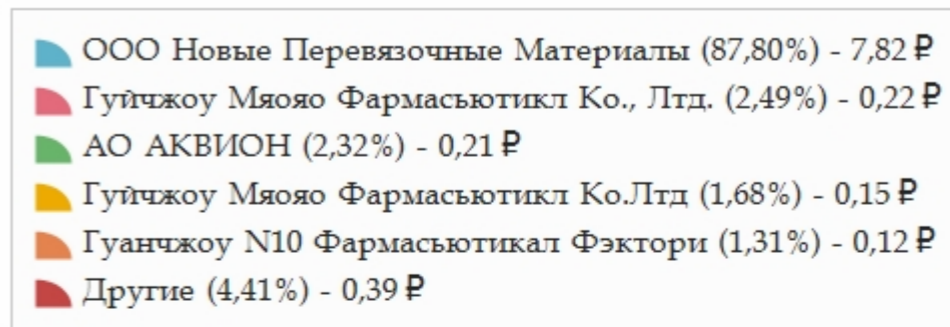 ООО Новые Перевязочные Материалы (87,80%) - 7,82 ₽
Гуйчжоу Мяояо Фармасьютикл Ко., Лтд. (2,49%) - 0,22 ₽
АО АКВИОН (2,32%) - 0,21 ₽
Гуйчжоу Мяояо Фармасьютикл Ко.Лтд (1,68%) - 0,15 ₽
Гуанчжоу N10 Фармасьютикал Фэктори (1,31%) - 0,12 ₽
Другие (4,41%) - 0,39 ₽